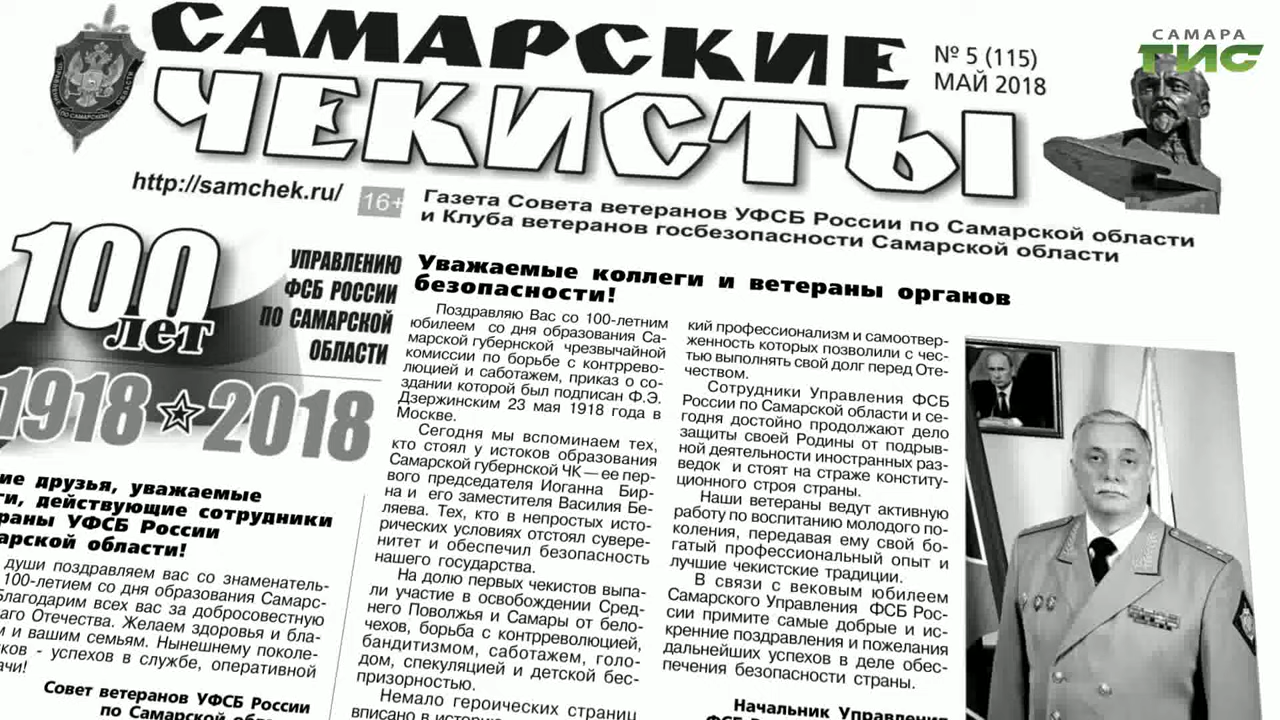 САМАРСКИЕ
ЧЕКИСТЫ
№ 5 (115)
МАЙ 2018
САМАРА
ГИС
http://samchek.ru/
16+
Газета Совета ветеранов УФСБ России по Самарской области
и Клуба ветеранов госбезопасности Самарской области
100
лет
УПРАВЛЕНИЮ
ФСБ РОССИИ
ПО САМАРСКОЙ
ОБЛАСТИ
1918 2018
ие друзья, уважаемые
ги, действующие сотрудники
раны УФСБ России
арской области!
души поздравляем вас со знаменатель-
100-летием со дня образования Самарс-
Благодарим всех вас за добросовестную
аго Отечества. Желаем здоровья и бла-
м и вашим семьям. Нынешнему поколе-
ков - успехов в службе, оперативной
ачи!
Совет ветеранов УФСБ России
по Самарской
Уважаемые коллеги и ветераны органов
безопасности!
Поздравляю Вас со 100-летним
юбилеем со дня образования Са-
марской губернской чрезвычайной
комиссии по борьбе с контррево-
люцией и саботажем, приказ о со-
здании которой был подписан Ф.Э.
Дзержинским 23 мая 1918 года в
Москве.
Сегодня мы вспоминаем тех,
кто стоял у истоков образования
Самарской губернской ЧК — ее пер-
вого председателя Иоганна Бир-
на и его заместителя Василия Бе-
ляева. Тех, кто в непростых исто-
рических условиях отстоял сувере-
нитет и обеспечил безопасность
нашего государства.
На долю первых чекистов выпа-
ли участие в освобождении Сред-
него Поволжья и Самары от бело-
чехов, борьба с контрреволюцией,
бандитизмом, саботажем, голо-
дом, спекуляцией и детской бес-
призорностью.
Немало героических страниц
вписано в
кий профессионализм и самоотвер-
женность которых позволили с чес-
тью выполнять свой долг перед Оте-
чеством.
Сотрудники Управления ФСБ
России по Самарской области и се-
годня достойно продолжают дело
защиты своей Родины от подрыв-
ной деятельности иностранных раз-
ведок и стоят на страже конститу-
ционного строя страны.
Наши ветераны ведут активную
работу по воспитанию молодого по-
коления, передавая ему свой бо-
гатый профессиональный опыт и
лучшие чекистские традиции.
В связи с вековым юбилеем
Самарского Управления ФСБ Рос-
сии примите самые добрые и ис-
кренние поздравления и пожелания
дальнейших успехов в деле обес-
печения безопасности страны.
Начальник Управления